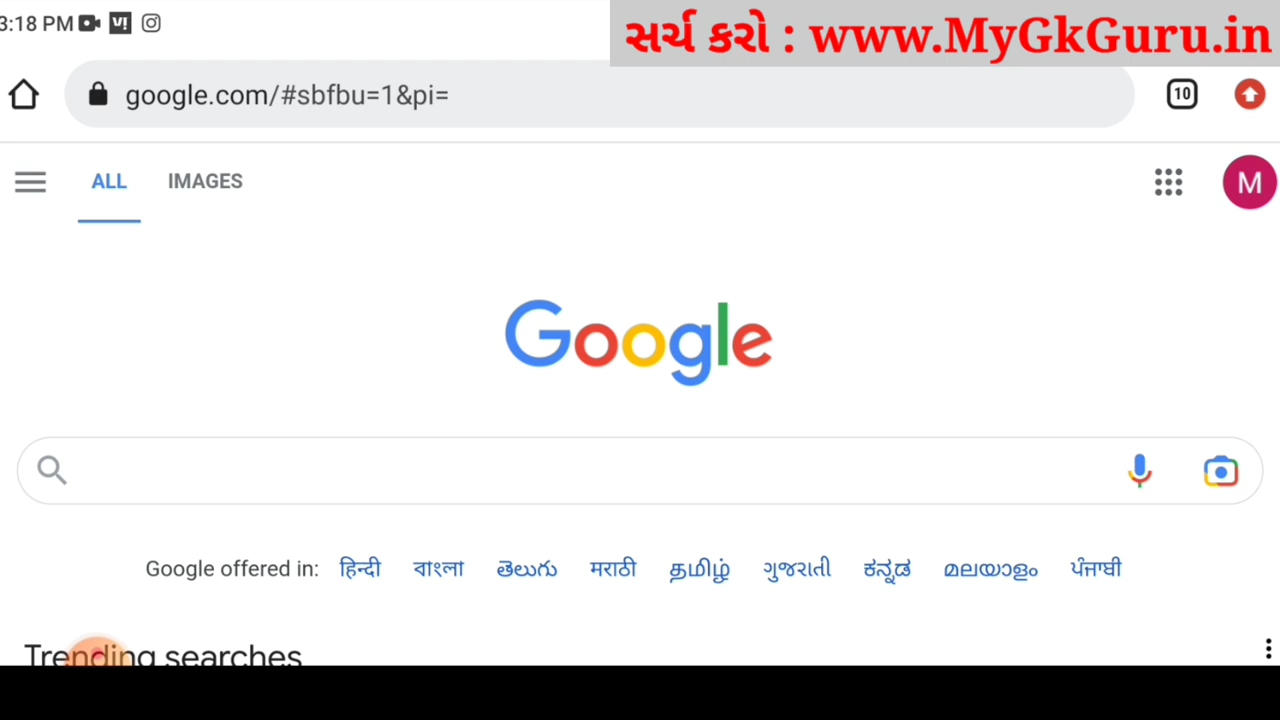 3:18 PM
સર્ચ કરો : www.MyGkGuru.in
google.com/#sbfbu=1&pi=
10
ALL IMAGES
M
Google
Google offered in: हिन्दी বাংলা తెలుగు मराठी தமிழ் ગુજરાતી ಕನ್ನಡ മലയാളം ਪੰਜਾਬੀ
Trending searches